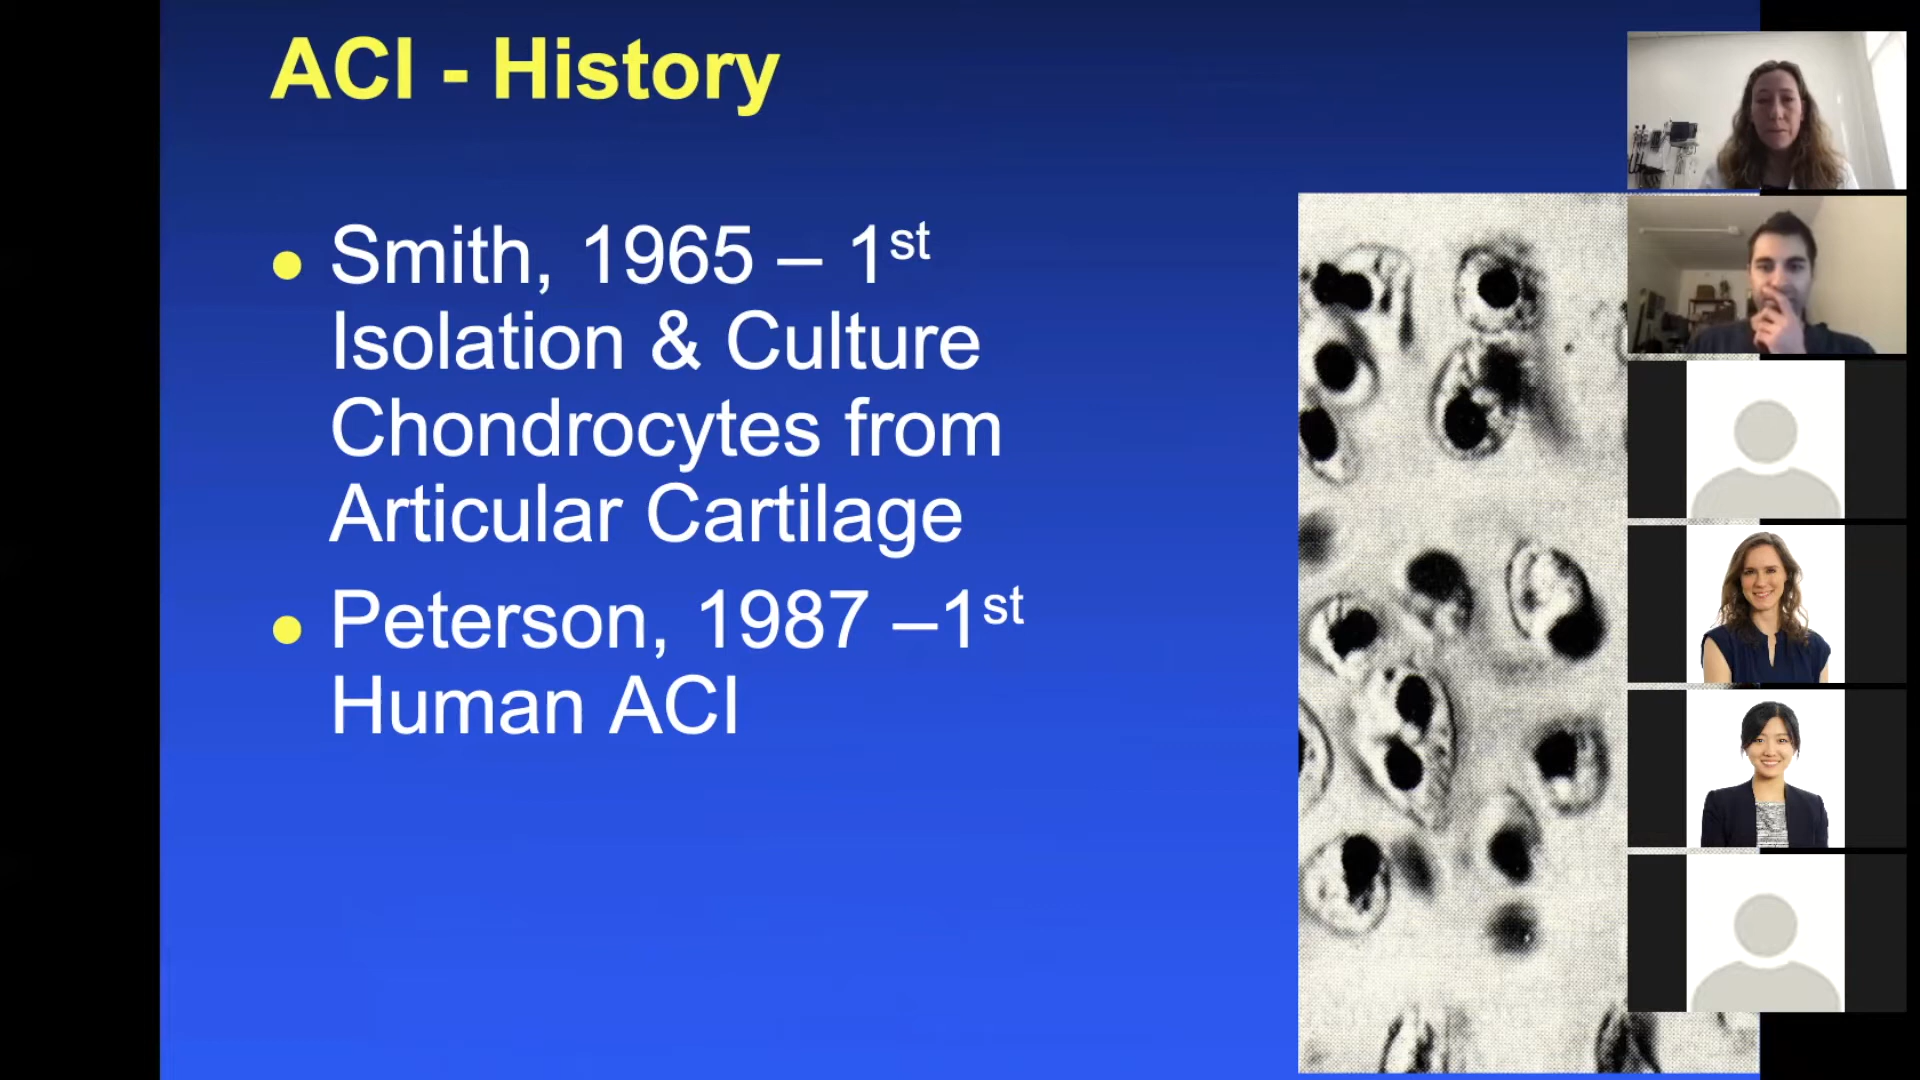 ACI - History
Smith, 1965 – 1st
Isolation & Culture
Chondrocytes from
Articular Cartilage
Peterson, 1987 –1st
Human ACI